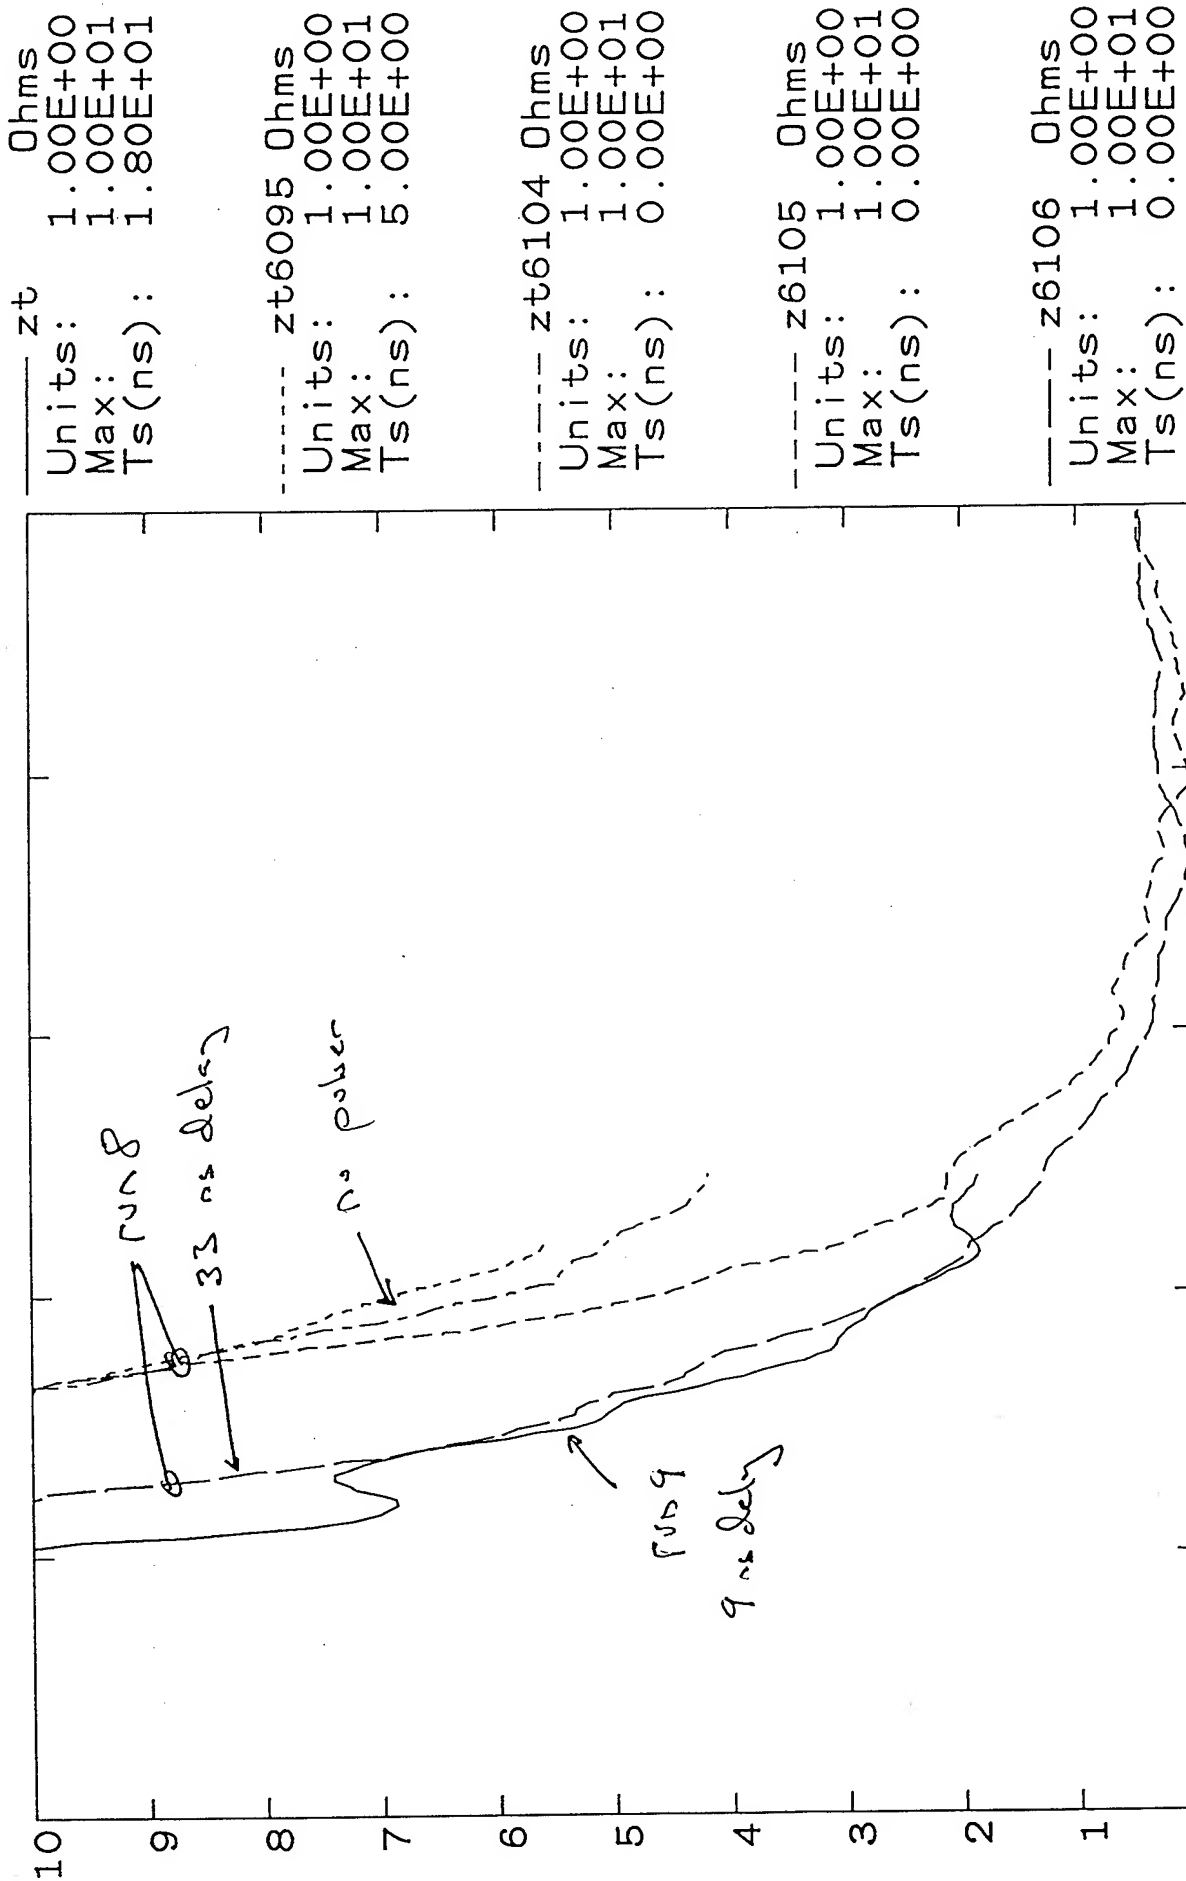 zt Ohms
Units: 1.00E+00
Max: 1.00E+01
Ts(ns): 1.80E+01
zt6095 Ohms
Units: 1.00E+00
Max: 1.00E+01
Ts(ns): 5.00E+00
zt6104 Ohms
Units: 1.00E+00
Max: 1.00E+01
Ts(ns): 0.00E+00
z6105 Ohms
Units: 1.00E+00
Max: 1.00E+01
Ts(ns): 0.00E+00
z6106 Ohms
Units: 1.00E+00
Max: 1.00E+01
Ts(ns): 0.00E+00
run 8
33 ns delay
no pulser
run 9
9 ns delay
10
9
8
7
6
5
4
3
2
1